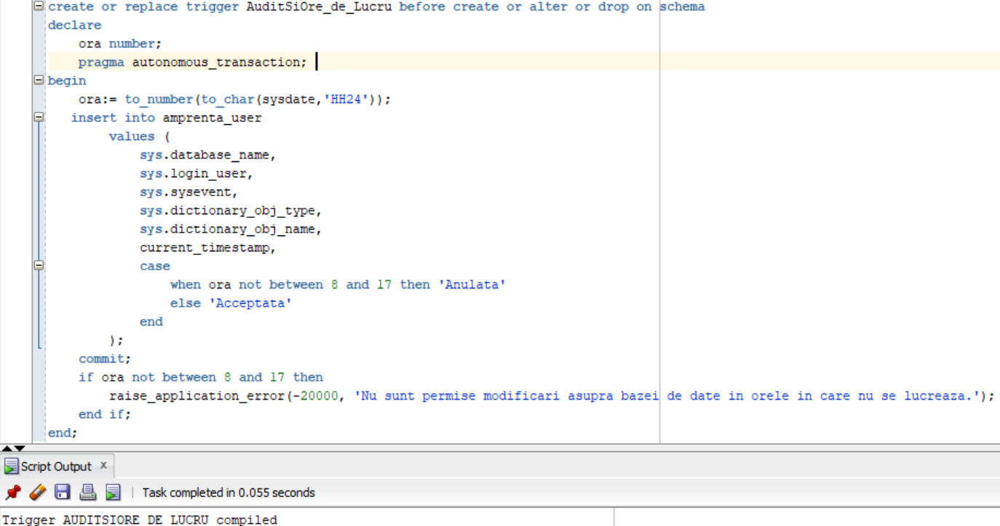 create or replace trigger AuditSiOre_de_Lucru before create or alter or drop on schema
declare
    ora number;
    pragma autonomous_transaction;
begin
    ora:= to_number(to_char(sysdate,'HH24'));
   insert into amprenta_user
        values (
            sys.database_name,
            sys.login_user,
            sys.sysevent,
            sys.dictionary_obj_type,
            sys.dictionary_obj_name,
            current_timestamp,
            case
                when ora not between 8 and 17 then 'Anulata'
                else 'Acceptata'
            end
        );
    commit;
    if ora not between 8 and 17 then
        raise_application_error(-20000, 'Nu sunt permise modificari asupra bazei de date in orele in care nu se lucreaza.');
    end if;
end;
Script Output x
Task completed in 0.055 seconds
Trigger AUDITSIORE_DE_LUCRU compiled